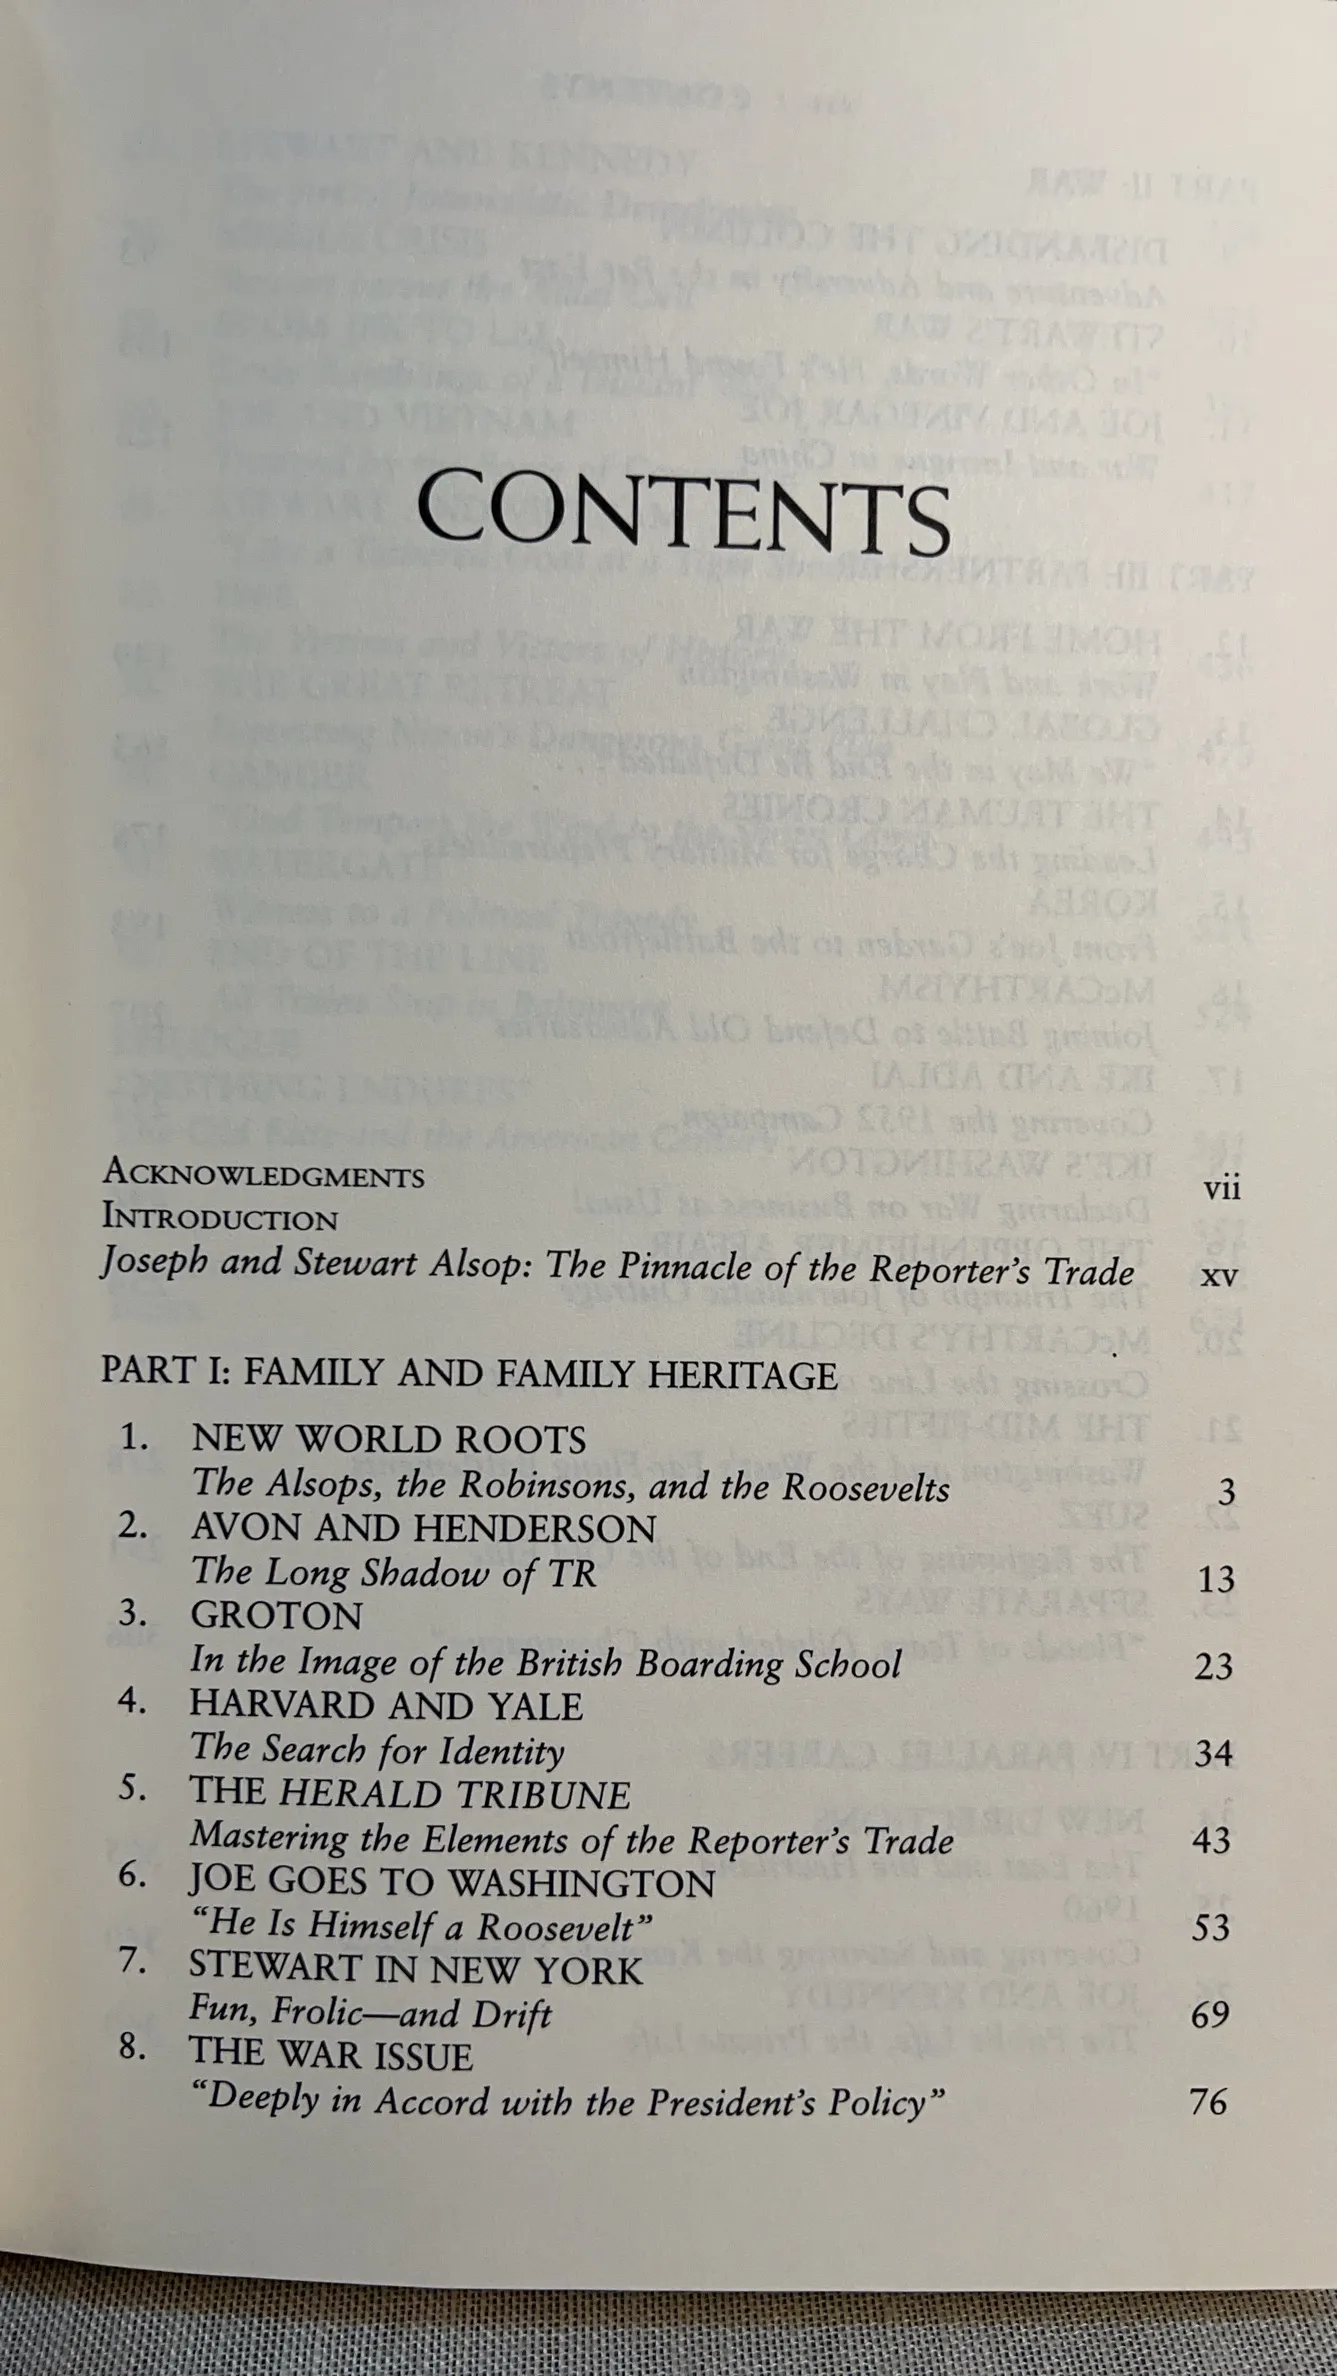 CONTENTS
ACKNOWLEDGMENTS vii
INTRODUCTION
Joseph and Stewart Alsop: The Pinnacle of the Reporter's Trade xv
PART I: FAMILY AND FAMILY HERITAGE
1. NEW WORLD ROOTS
The Alsops, the Robinsons, and the Roosevelts 3
2. AVON AND HENDERSON
The Long Shadow of TR 13
3. GROTON
In the Image of the British Boarding School 23
4. HARVARD AND YALE
The Search for Identity 34
5. THE HERALD TRIBUNE
Mastering the Elements of the Reporter's Trade 43
6. JOE GOES TO WASHINGTON
“He Is Himself a Roosevelt” 53
7. STEWART IN NEW YORK
Fun, Frolic—and Drift 69
8. THE WAR ISSUE
“Deeply in Accord with the President's Policy” 76